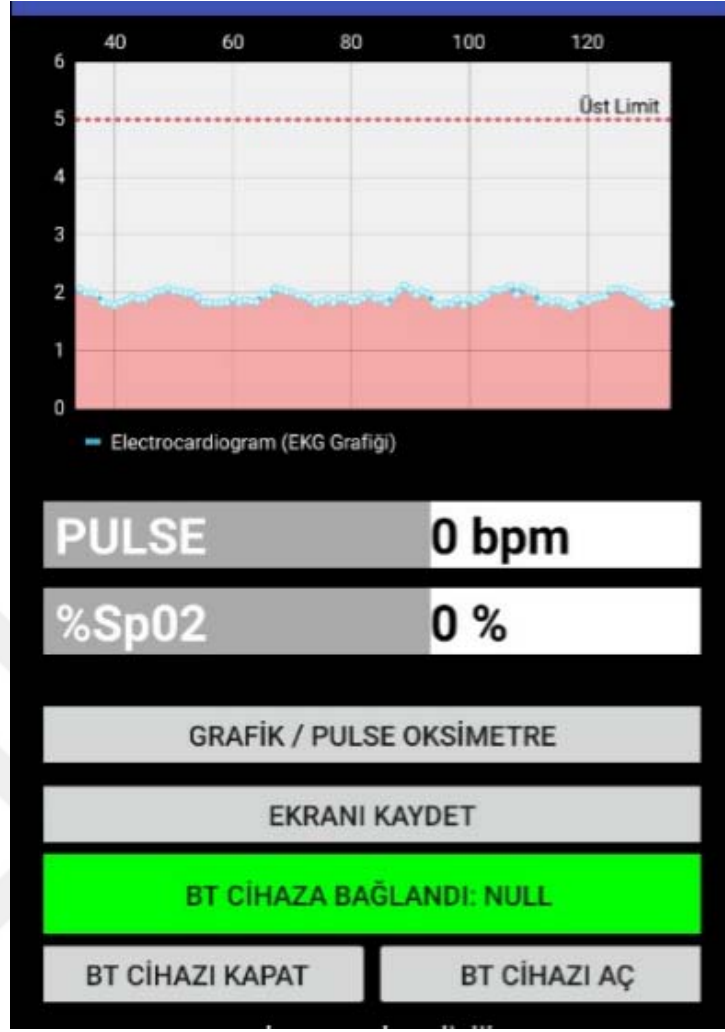 40 60 80 100 120
6
Üst Limit
5
4
3
2
1
0
Electrocardiogram (EKG Grafiği)
PULSE 0 bpm
%Sp02 0 %
GRAFİK / PULSE OKSİMETRE
EKRANI KAYDET
BT CİHAZA BAĞLANDI: NULL
BT CİHAZI KAPAT BT CİHAZI AÇ